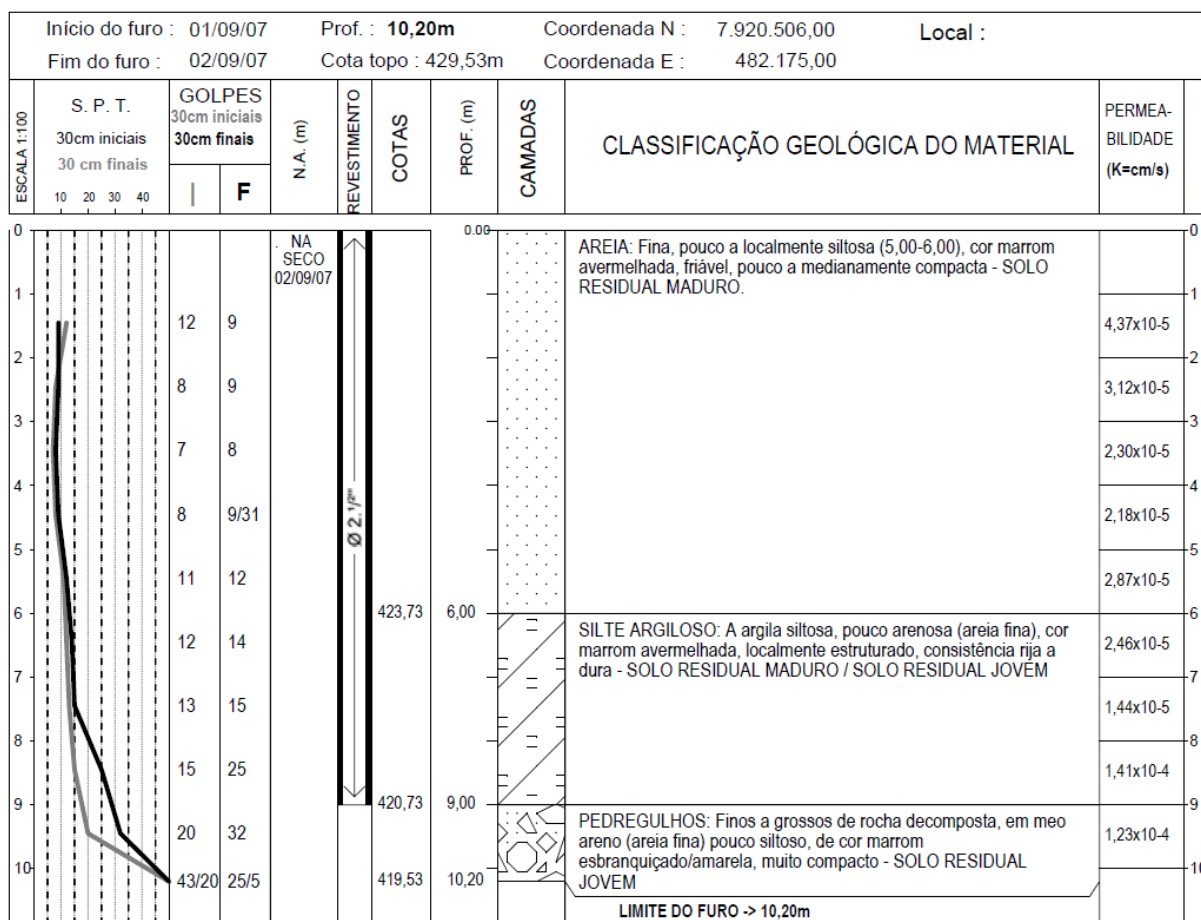 Início do furo : 01/09/07 Prof. : 10,20m Coordenada N : 7.920.506,00 Local :
Fim do furo : 02/09/07 Cota topo : 429,53m Coordenada E : 482.175,00
ESCALA 1:100
S. P. T.
30cm iniciais
30 cm finais
10 20 30 40
GOLPES
30cm iniciais
30cm finais
| F
N.A. (m)
REVESTIMENTO
COTAS
PROF. (m)
CAMADAS
CLASSIFICAÇÃO GEOLÓGICA DO MATERIAL
PERMEA-
BILIDADE
(K=cm/s)
0 0.00 0
. NA
SECO
02/09/07
AREIA: Fina, pouco a localmente siltosa (5,00-6,00), cor marrom
avermelhada, friável, pouco a medianamente compacta - SOLO
RESIDUAL MADURO.
1 1
12 9 4,37x10-5
2 2
8 9 3,12x10-5
3 3
7 8 2,30x10-5
4 4
8 9/31 2,18x10-5
Ø 2.1/2"
5 5
11 12 2,87x10-5
6 423,73 6,00 6
SILTE ARGILOSO: A argila siltosa, pouco arenosa (areia fina), cor
marrom avermelhada, localmente estruturado, consistência rija a
dura - SOLO RESIDUAL MADURO / SOLO RESIDUAL JOVEM
12 14 2,46x10-5
7 7
13 15 1,44x10-5
8 8
15 25 1,41x10-4
9 420,73 9,00 9
PEDREGULHOS: Finos a grossos de rocha decomposta, em meo
areno (areia fina) pouco siltoso, de cor marrom
esbranquiçado/amarela, muito compacto - SOLO RESIDUAL
JOVEM
20 32 1,23x10-4
10 10
43/20 25/5 419,53 10,20
LIMITE DO FURO -> 10,20m